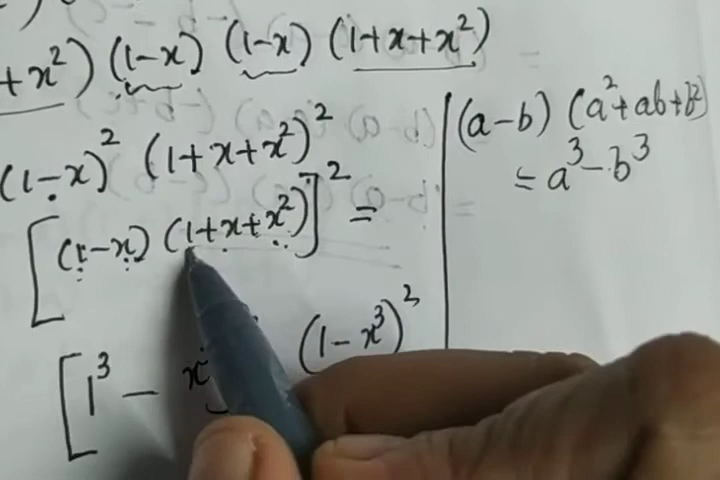 + x²) (1-x) (1-x) (1+x+x²)
(1-x)² (1+x+x²)²
[(1-x) (1+x+x²)]² =
[1³ - x
(1-x³)²
(a-b) (a²+ab+b²)
= a³-b³